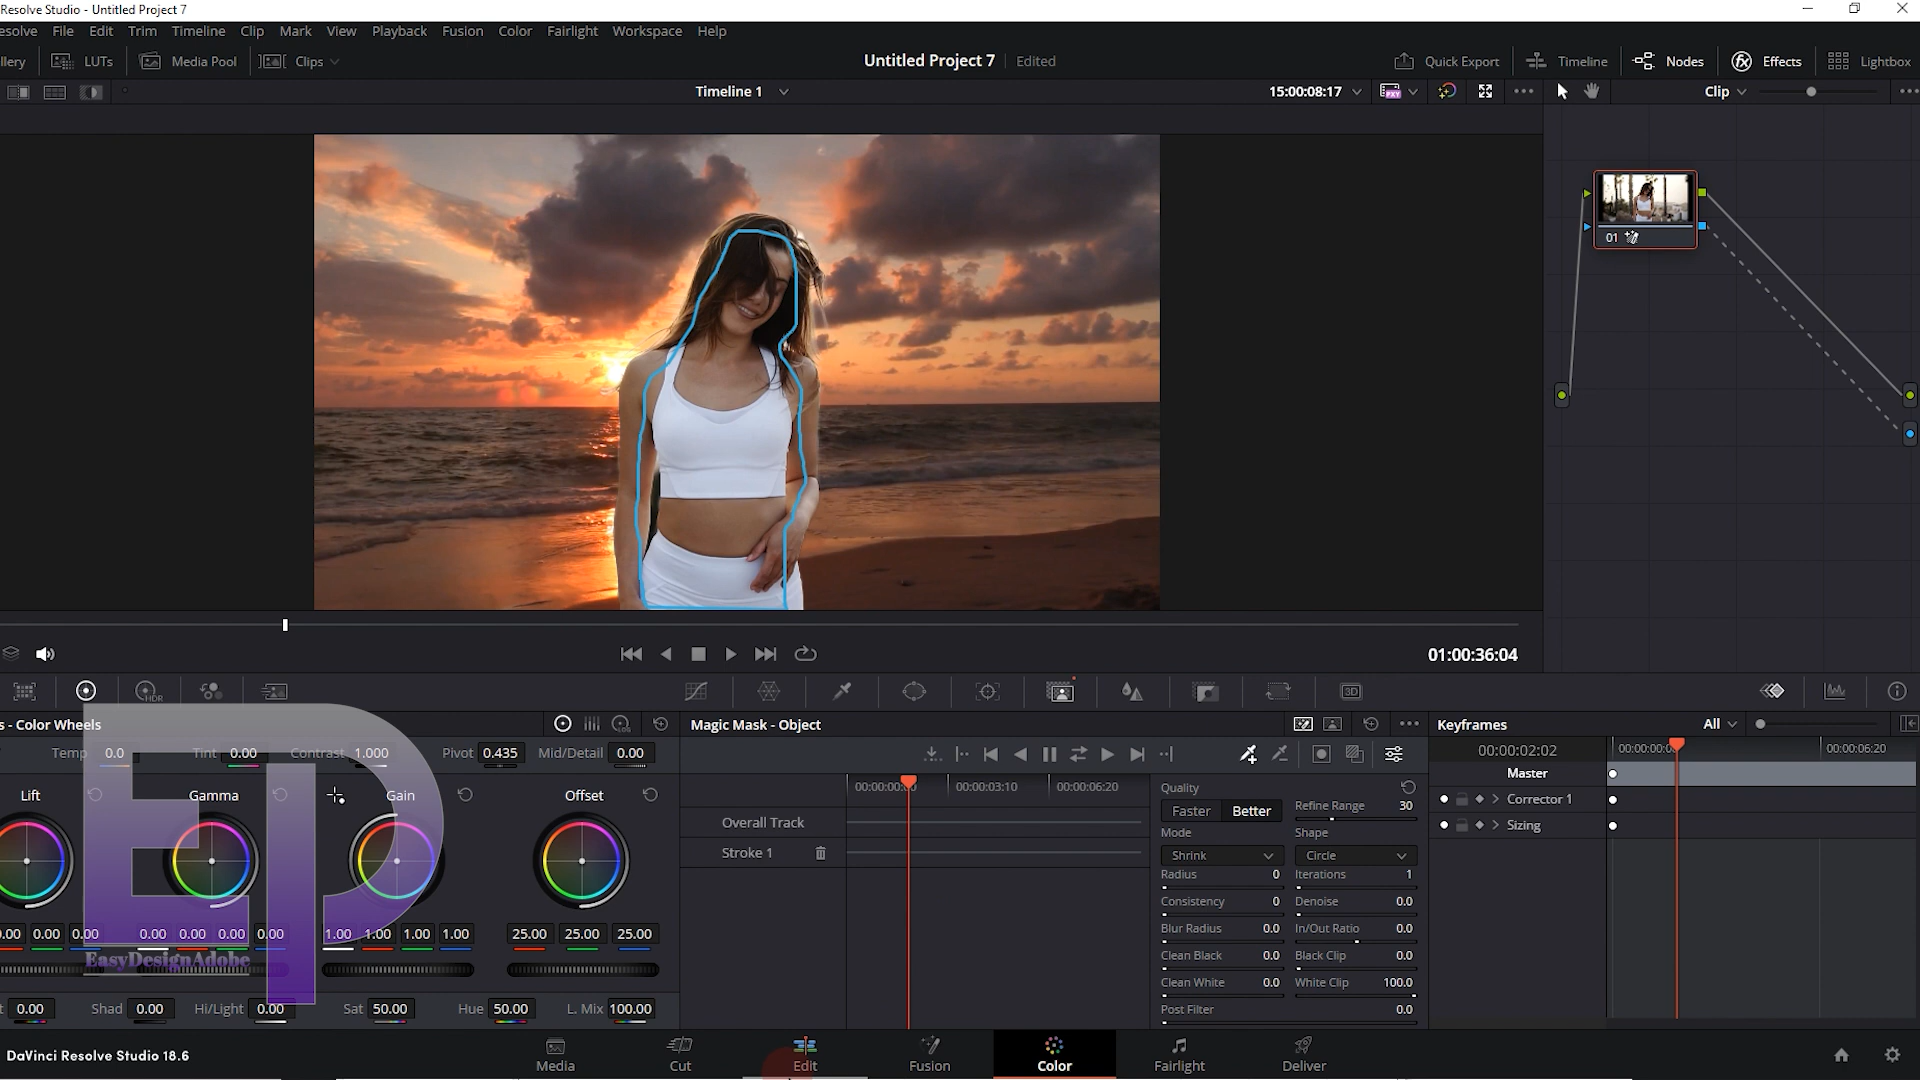 Resolve Studio - Untitled Project 7
esolve File Edit Trim Timeline Clip Mark View Playback Fusion Color Fairlight Workspace Help
llery LUTs Media Pool Clips Untitled Project 7 Edited Quick Export Timeline Nodes Effects Lightbox
Timeline 1 15:00:08:17 PXY Clip
01
01:00:36:04
HDR 3D
s - Color Wheels Magic Mask - Object Keyframes All
Temp 0.0 Tint 0.00 Contrast 1.000 Pivot 0.435 Mid/Detail 0.00
00:00:02:02 00:00:00:0 00:00:06:20
Master
Lift Gamma Gain Offset
00:00:00:0 00:00:03:10 00:00:06:20
Overall Track
Stroke 1
Quality
Faster Better Refine Range 30
Mode Shape
Shrink Circle
Radius 0 Iterations 1
Consistency 0 Denoise 0.0
Blur Radius 0.0 In/Out Ratio 0.0
Clean Black 0.0 Black Clip 0.0
Clean White 0.0 White Clip 100.0
Post Filter 0.0
Corrector 1
Sizing
.00 0.00 0.00 0.00 0.00 0.00 0.00 1.00 1.00 1.00 1.00 25.00 25.00 25.00
EP
EasyDesignAdobe
t 0.00 Shad 0.00 Hi/Light 0.00 Sat 50.00 Hue 50.00 L. Mix 100.00
DaVinci Resolve Studio 18.6
Media Cut Edit Fusion Color Fairlight Deliver